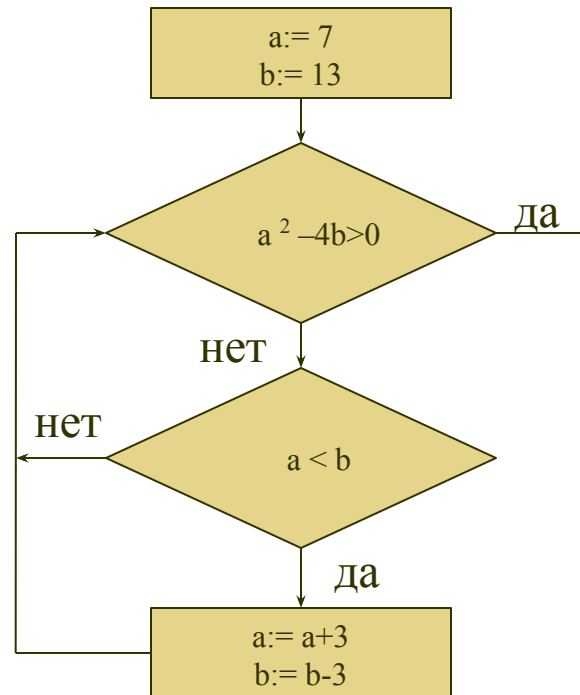 a:= 7
b:= 13
a ² –4b>0
да
нет
нет
a < b
да
a:= a+3
b:= b-3